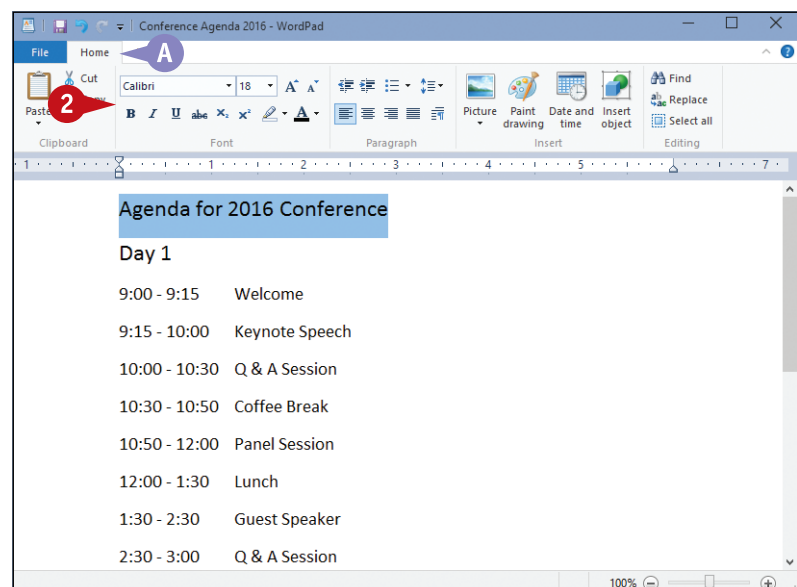 Conference Agenda 2016 - WordPad
File Home A ?
Cut
Calibri 18 A A
Find
Replace
Paste 2 B I U abc X₂ X² A
Picture Paint drawing Date and time Insert object
Select all
Clipboard Font Paragraph Insert Editing
1 1 2 3 4 5 7
Agenda for 2016 Conference
Day 1
9:00 - 9:15 Welcome
9:15 - 10:00 Keynote Speech
10:00 - 10:30 Q & A Session
10:30 - 10:50 Coffee Break
10:50 - 12:00 Panel Session
12:00 - 1:30 Lunch
1:30 - 2:30 Guest Speaker
2:30 - 3:00 Q & A Session
100%